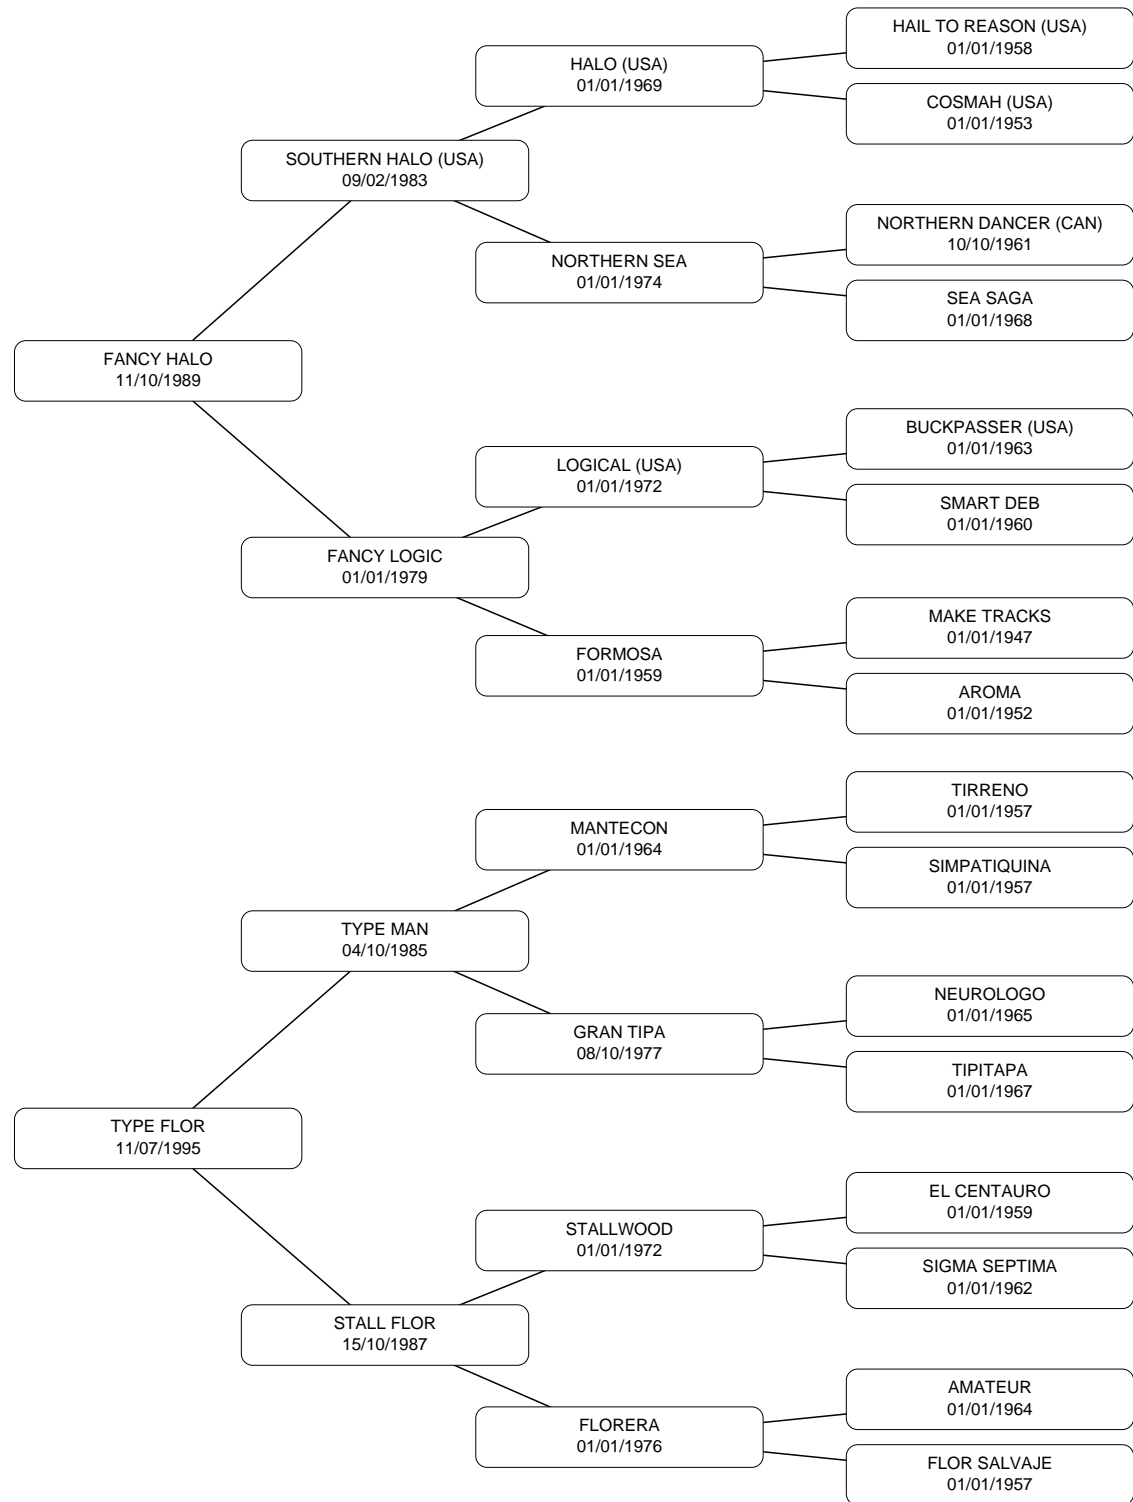 HAIL TO REASON (USA)
01/01/1958
HALO (USA)
01/01/1969
COSMAH (USA)
01/01/1953
SOUTHERN HALO (USA)
09/02/1983
NORTHERN DANCER (CAN)
10/10/1961
NORTHERN SEA
01/01/1974
SEA SAGA
01/01/1968
FANCY HALO
11/10/1989
BUCKPASSER (USA)
01/01/1963
LOGICAL (USA)
01/01/1972
SMART DEB
01/01/1960
FANCY LOGIC
01/01/1979
MAKE TRACKS
01/01/1947
FORMOSA
01/01/1959
AROMA
01/01/1952
TIRRENO
01/01/1957
MANTECON
01/01/1964
SIMPATIQUINA
01/01/1957
TYPE MAN
04/10/1985
NEUROLOGO
01/01/1965
GRAN TIPA
08/10/1977
TIPITAPA
01/01/1967
TYPE FLOR
11/07/1995
EL CENTAURO
01/01/1959
STALLWOOD
01/01/1972
SIGMA SEPTIMA
01/01/1962
STALL FLOR
15/10/1987
AMATEUR
01/01/1964
FLORERA
01/01/1976
FLOR SALVAJE
01/01/1957